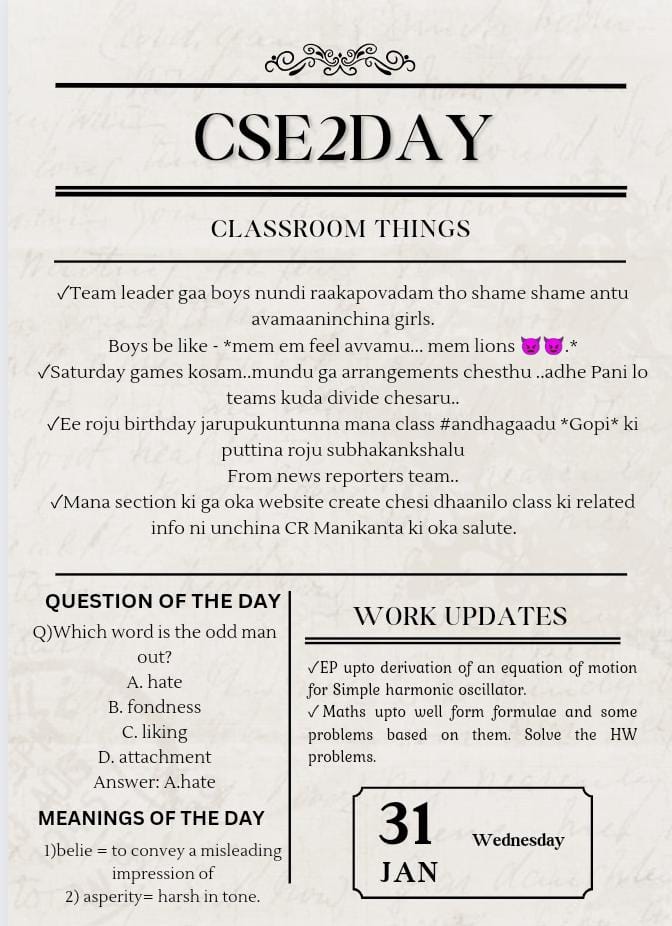 CSE2DAY
CLASSROOM THINGS
✓Team leader gaa boys nundi raakapovadam tho shame shame antu
avamaaninchina girls.
Boys be like - *mem em feel avvamu... mem lions 😈😈.*
✓Saturday games kosam..mundu ga arrangements chesthu ..adhe Pani lo
teams kuda divide chesaru..
✓Ee roju birthday jarupukuntunna mana class #andhagaadu *Gopi* ki
puttina roju subhakankshalu
From news reporters team..
✓Mana section ki ga oka website create chesi dhaanilo class ki related
info ni unchina CR Manikanta ki oka salute.
QUESTION OF THE DAY
Q)Which word is the odd man
out?
A. hate
B. fondness
C. liking
D. attachment
Answer: A.hate
MEANINGS OF THE DAY
1)belie = to convey a misleading
impression of
2) asperity= harsh in tone.
WORK UPDATES
✓EP upto derivation of an equation of motion
for Simple harmonic oscillator.
✓Maths upto well form formulae and some
problems based on them. Solve the HW
problems.
31
JAN
Wednesday